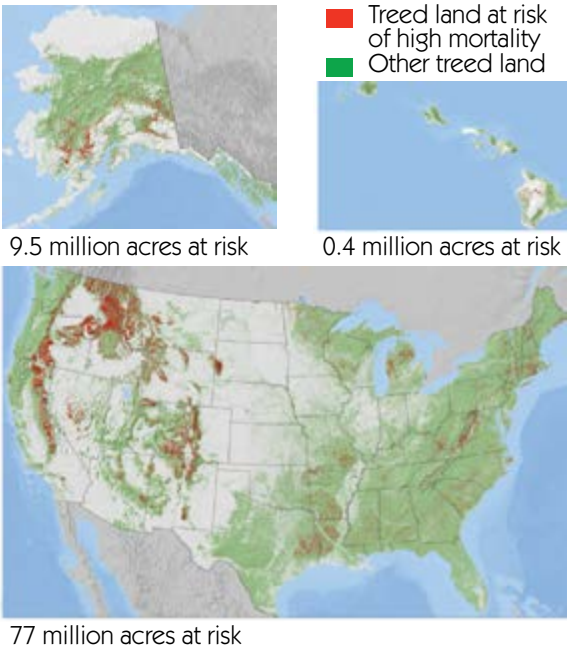 Treed land at risk
of high mortality
Other treed land
9.5 million acres at risk
0.4 million acres at risk
77 million acres at risk